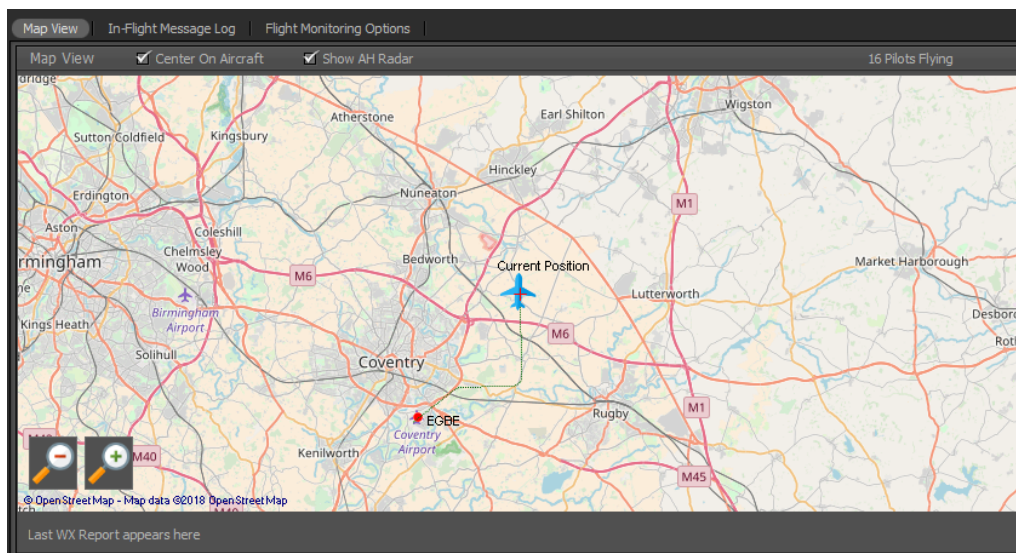 Map View In-Flight Message Log Flight Monitoring Options
Map View Center On Aircraft Show AH Radar 16 Pilots Flying
Wigston
Atherstone
Earl Shilton
Sutton Coldfield
Kingsbury
Hinckley
Nuneaton
Erdington
M1
Aston
Coleshill
Chelmsley
Wood
Bedworth
Current Position
Market Harborough
M6
Lutterworth
Birmingham
Airport
Kings Heath
M6
Solihull
Coventry
M1
Rugby
EGBE
Coventry
Airport
Kenilworth
M40
M45
© OpenStreetMap - Map data ©2018 OpenStreetMap
Last WX Report appears here